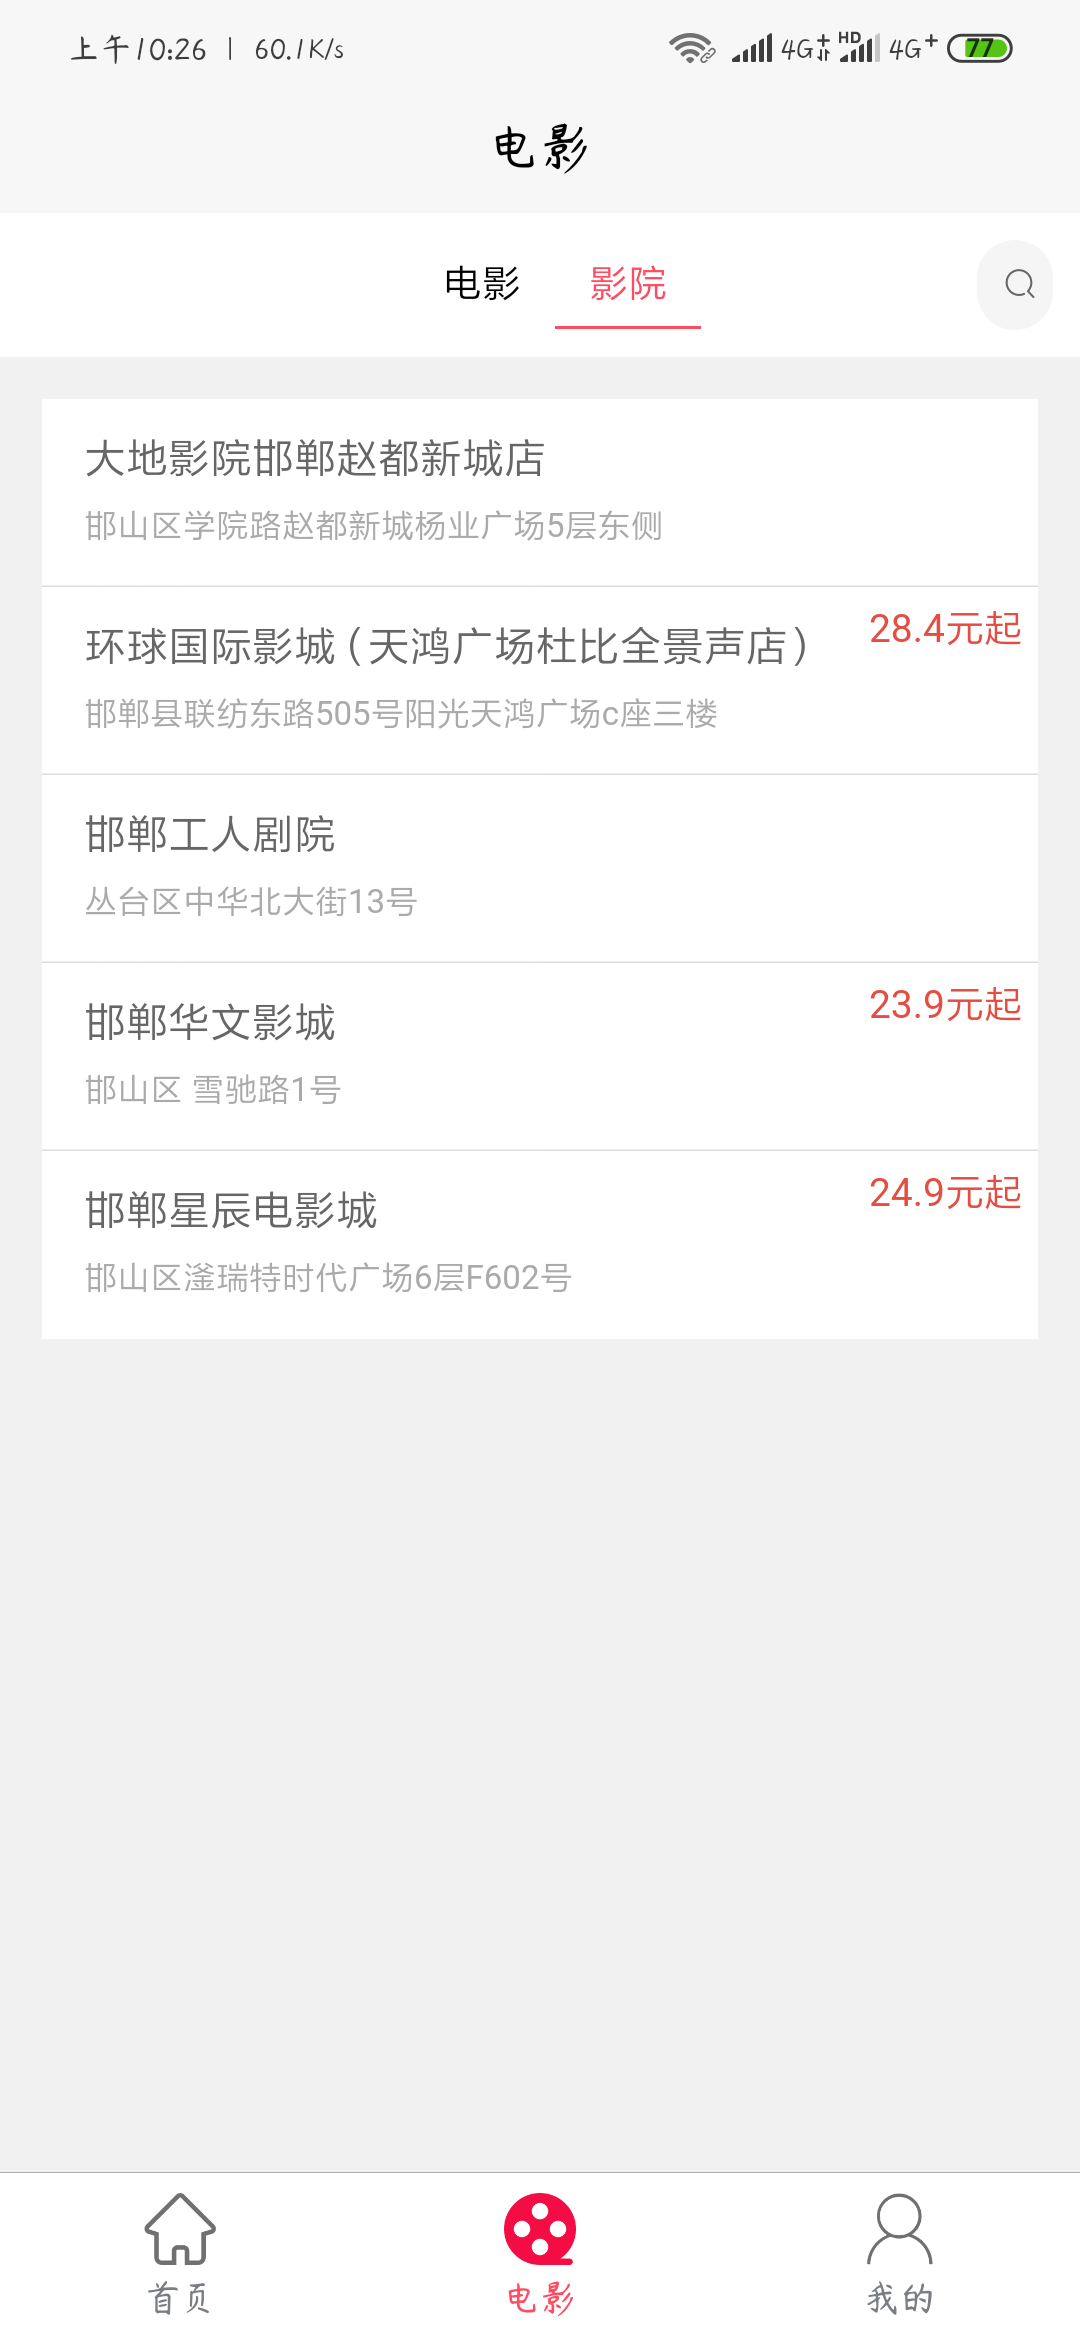 上午10:26 | 60.1K/s
4G+ HD 4G+ 77
电影
电影 影院
大地影院邯郸赵都新城店
邯山区学院路赵都新城杨业广场5层东侧
环球国际影城(天鸿广场杜比全景声店) 28.4元起
邯郸县联纺东路505号阳光天鸿广场c座三楼
邯郸工人剧院
丛台区中华北大街13号
邯郸华文影城 23.9元起
邯山区 雪驰路1号
邯郸星辰电影城 24.9元起
邯山区滏瑞特时代广场6层F602号
首页 电影 我的